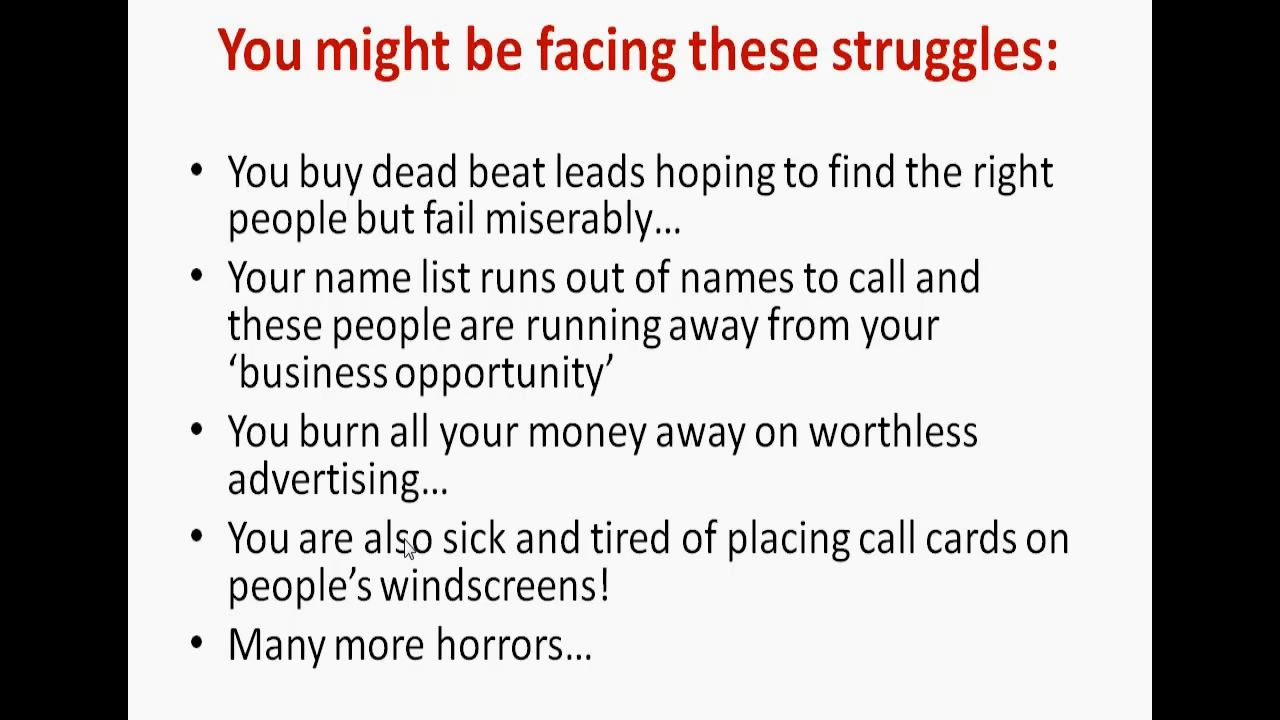 You might be facing these struggles:
• You buy dead beat leads hoping to find the right
people but fail miserably…
• Your name list runs out of names to call and
these people are running away from your
‘business opportunity’
• You burn all your money away on worthless
advertising…
• You are also sick and tired of placing call cards on
people’s windscreens!
• Many more horrors…